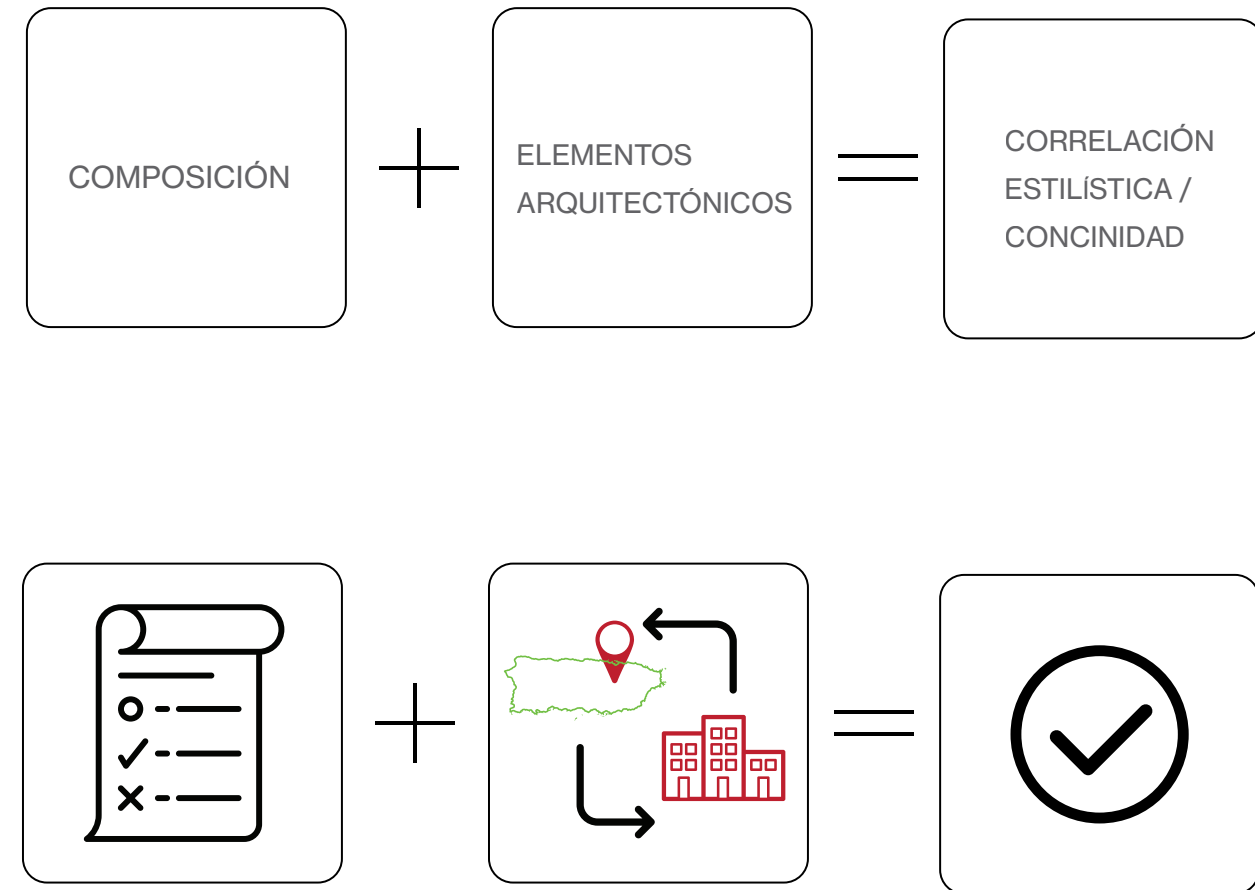 COMPOSICIÓN
ELEMENTOS
ARQUITECTÓNICOS
CORRELACIÓN
ESTILÍSTICA /
CONCINIDAD